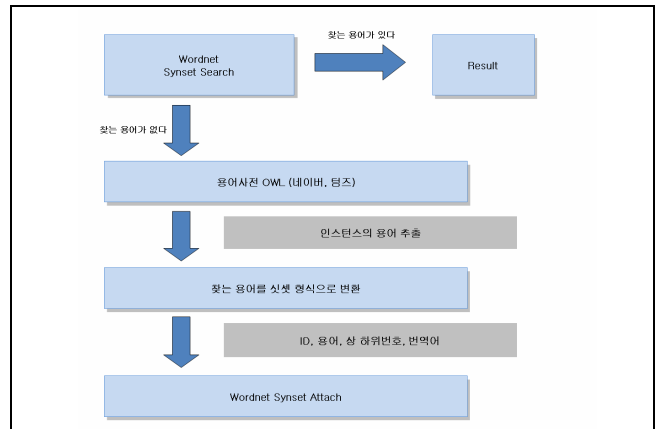 찾는 용어가 있다
Wordnet
Synset Search
Result
찾는 용어가 없다
용어사전 OWL (네이버, 텀즈)
인스턴스의 용어 추출
찾는 용어를 싯셋 형식으로 변환
ID, 용어, 상 하위번호, 번역어
Wordnet Synset Attach